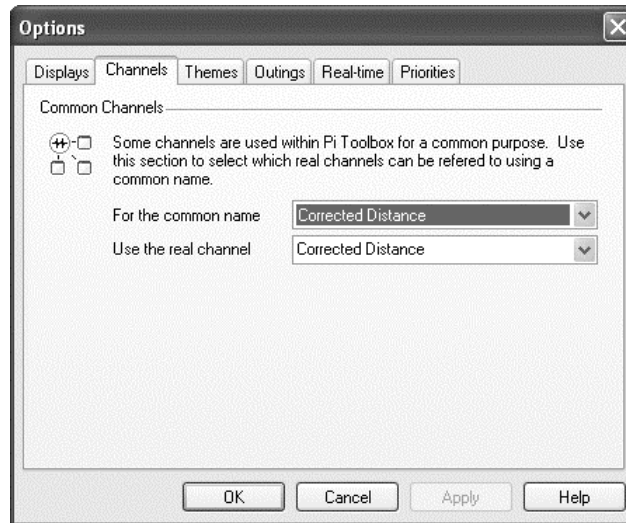 Options
Displays Channels Themes Outings Real-time Priorities
Common Channels
Some channels are used within Pi Toolbox for a common purpose. Use
this section to select which real channels can be refered to using a
common name.
For the common name Corrected Distance
Use the real channel Corrected Distance
OK Cancel Apply Help